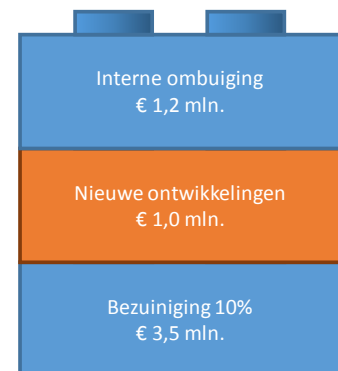 Interne ombuiging
€ 1,2 mln.
Nieuwe ontwikkelingen
€ 1,0 mln.
Bezuiniging 10%
€ 3,5 mln.